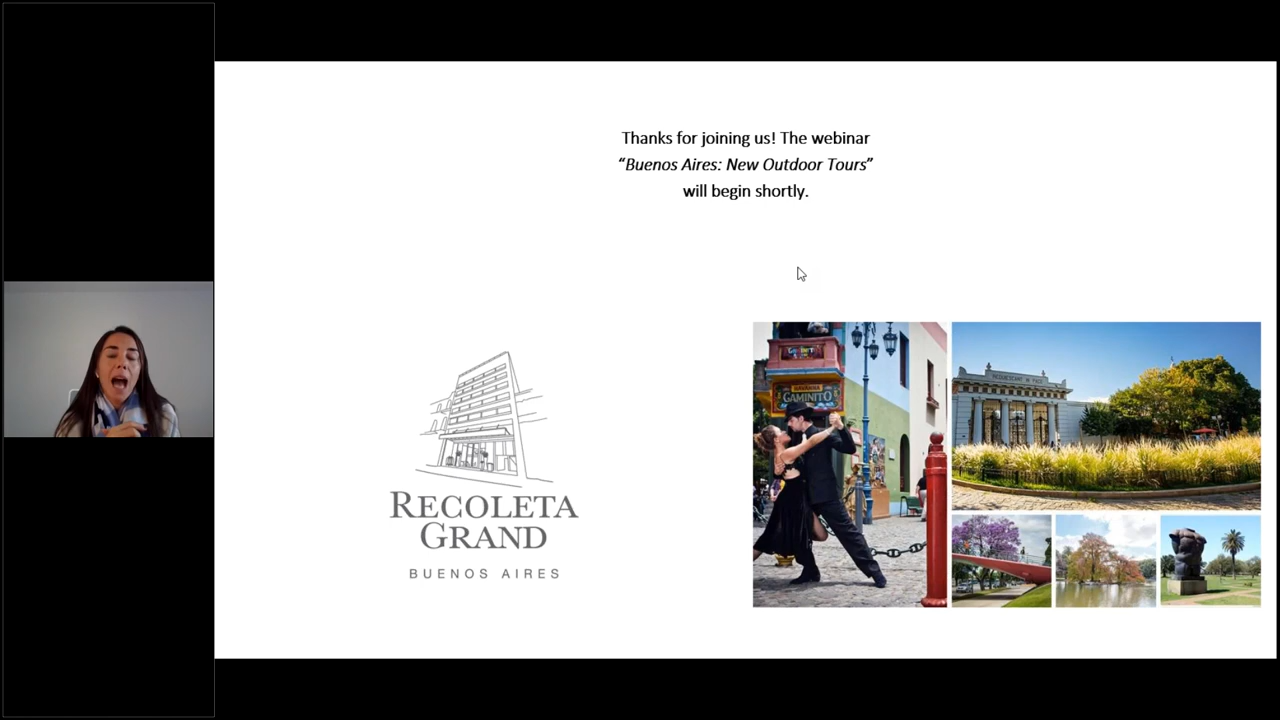 Thanks for joining us! The webinar
“Buenos Aires: New Outdoor Tours”
will begin shortly.
CAMINITO
RECOLETA
GRAND
BUENOS AIRES